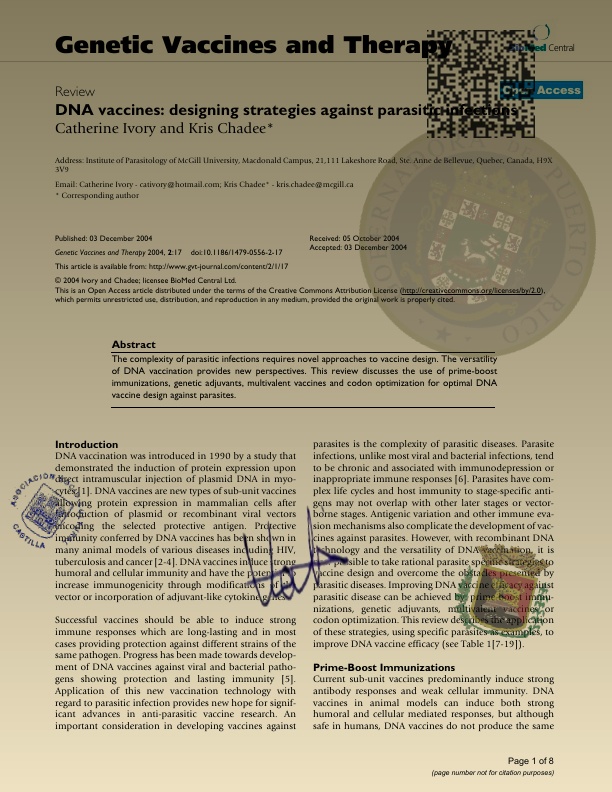 Genetic Vaccines and Therapy
BioMed Central
Review
Open Access
DNA vaccines: designing strategies against parasitic infections
Catherine Ivory and Kris Chadee*
Address: Institute of Parasitology of McGill University, Macdonald Campus, 21,111 Lakeshore Road, Ste. Anne de Bellevue, Quebec, Canada, H9X
3V9
Email: Catherine Ivory - cativory@hotmail.com; Kris Chadee* - kris.chadee@mcgill.ca
* Corresponding author
Published: 03 December 2004
Received: 05 October 2004
Accepted: 03 December 2004
Genetic Vaccines and Therapy 2004, 2:17 doi:10.1186/1479-0556-2-17
This article is available from: http://www.gvt-journal.com/content/2/1/17
© 2004 Ivory and Chadee; licensee BioMed Central Ltd.
This is an Open Access article distributed under the terms of the Creative Commons Attribution License (http://creativecommons.org/licenses/by/2.0),
which permits unrestricted use, distribution, and reproduction in any medium, provided the original work is properly cited.
Abstract
The complexity of parasitic infections requires novel approaches to vaccine design. The versatility
of DNA vaccination provides new perspectives. This review discusses the use of prime-boost
immunizations, genetic adjuvants, multivalent vaccines and codon optimization for optimal DNA
vaccine design against parasites.
Introduction
DNA vaccination was introduced in 1990 by a study that
demonstrated the induction of protein expression upon
direct intramuscular injection of plasmid DNA in myo-
cytes [1]. DNA vaccines are new types of sub-unit vaccines
allowing protein expression in mammalian cells after
introduction of plasmid or recombinant viral vectors
encoding the selected protective antigen. Protective
immunity conferred by DNA vaccines has been shown in
many animal models of various diseases including HIV,
tuberculosis and cancer [2-4]. DNA vaccines induce strong
humoral and cellular immunity and have the potential to
increase immunogenicity through modifications of the
vector or incorporation of adjuvant-like cytokine genes.
Successful vaccines should be able to induce strong
immune responses which are long-lasting and in most
cases providing protection against different strains of the
same pathogen. Progress has been made towards develop-
ment of DNA vaccines against viral and bacterial patho-
gens showing protection and lasting immunity [5].
Application of this new vaccination technology with
regard to parasitic infection provides new hope for signif-
icant advances in anti-parasitic vaccine research. An
important consideration in developing vaccines against
parasites is the complexity of parasitic diseases. Parasite
infections, unlike most viral and bacterial infections, tend
to be chronic and associated with immunodepression or
inappropriate immune responses [6]. Parasites have com-
plex life cycles and host immunity to stage-specific anti-
gens may not overlap with other later stages or vector-
borne stages. Antigenic variation and other immune eva-
sion mechanisms also complicate the development of vac-
cines against parasites. However, with recombinant DNA
technology and the versatility of DNA vaccination, it is
possible to take rational parasite specific strategies to
vaccine design and overcome the obstacles presented by
parasitic diseases. Improving DNA vaccine efficacy against
parasitic disease can be achieved by prime-boost immu-
nizations, genetic adjuvants, multivalent vaccines or
codon optimization. This review describes the application
of these strategies, using specific parasites as examples, to
improve DNA vaccine efficacy (see Table 1[7-19]).
Prime-Boost Immunizations
Current sub-unit vaccines predominantly induce strong
antibody responses and weak cellular immunity. DNA
vaccines in animal models can induce both strong
humoral and cellular mediated responses, but although
safe in humans, DNA vaccines do not produce the same
ASOCIACION
CASTILLA
PUERTO RICO
Page 1 of 8
(page number not for citation purposes)